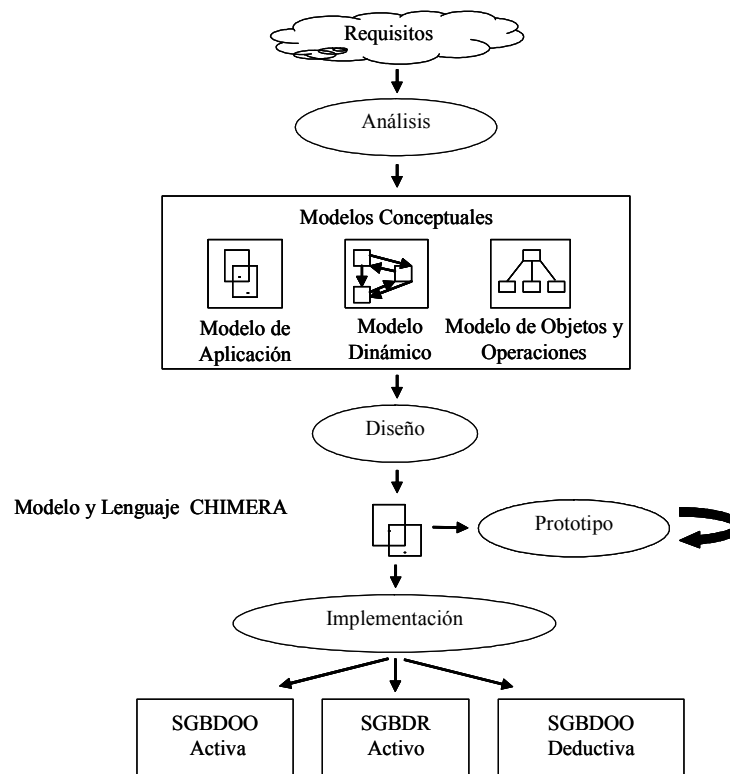 Requisitos
Análisis
Modelos Conceptuales
Modelo de
Aplicación
Modelo
Dinámico
Modelo de Objetos y
Operaciones
Diseño
Modelo y Lenguaje CHIMERA
Prototipo
Implementación
SGBDOO
Activa
SGBDR
Activo
SGBDOO
Deductiva